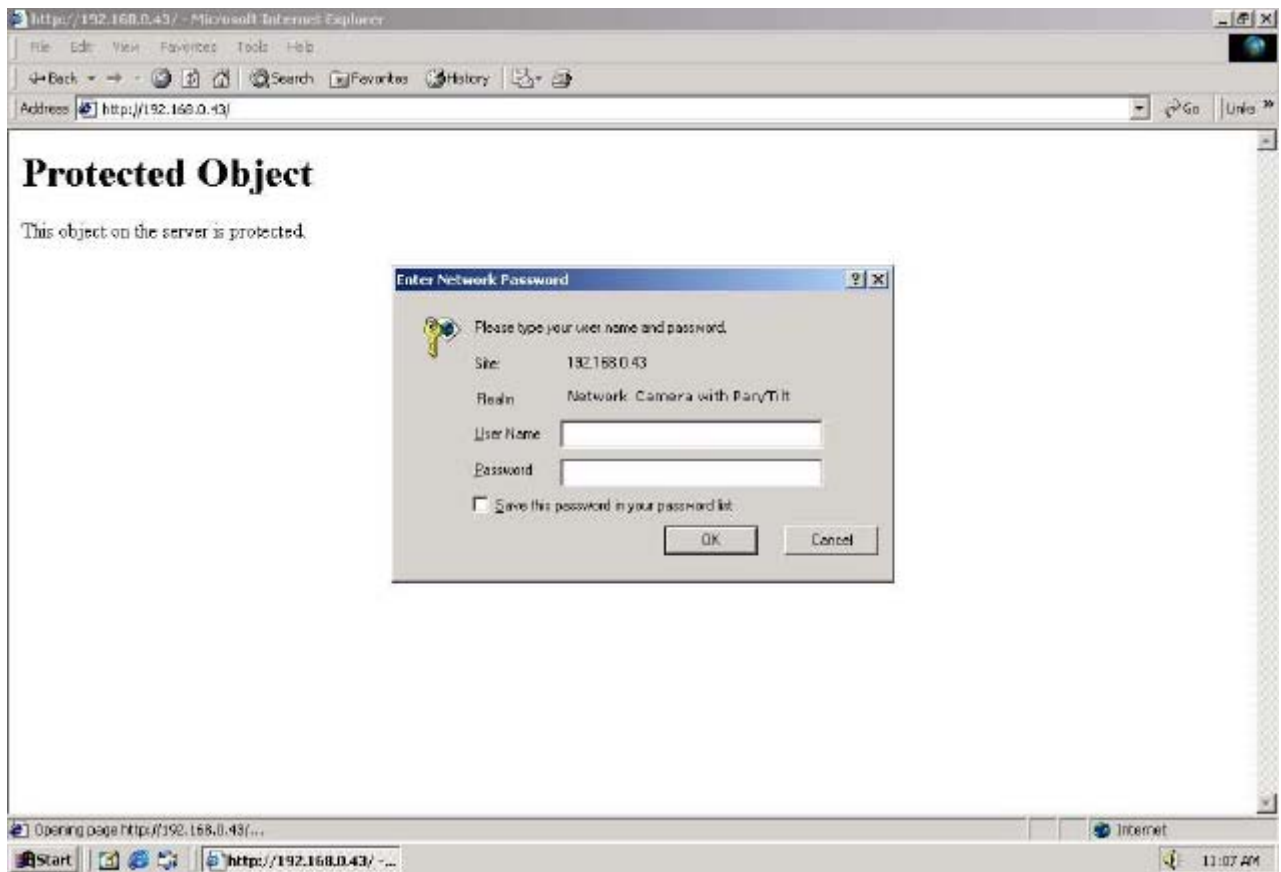 http://192.168.0.43/ - Microsoft Internet Explorer
File Edit View Favorites Tools Help
Back Search Favorites History
Address http://192.168.0.43/ Go Links »
Protected Object
This object on the server is protected.
Enter Network Password
Please type your user name and password.
Site: 192.168.0.43
Realm Network Camera with Pan/Tilt
User Name
Password
Save this password in your password list
OK Cancel
Opening page http://192.168.0.43/... Internet
Start http://192.168.0.43/ -... 11:07 AM